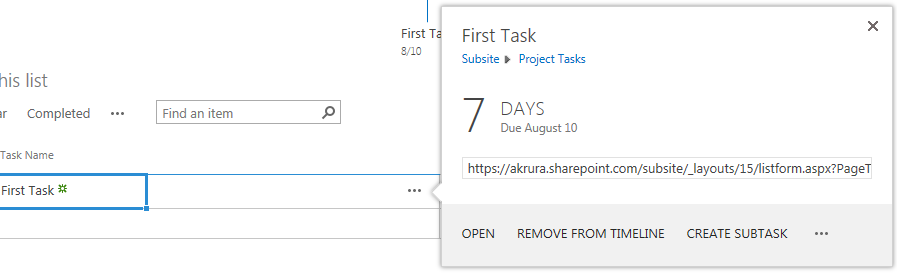 First Ta
8/10
his list
ar Completed ••• Find an item
Task Name
First Task •••
First Task
Subsite ▶ Project Tasks
7 DAYS
Due August 10
https://akrura.sharepoint.com/subsite/_layouts/15/listform.aspx?PageT
OPEN REMOVE FROM TIMELINE CREATE SUBTASK •••